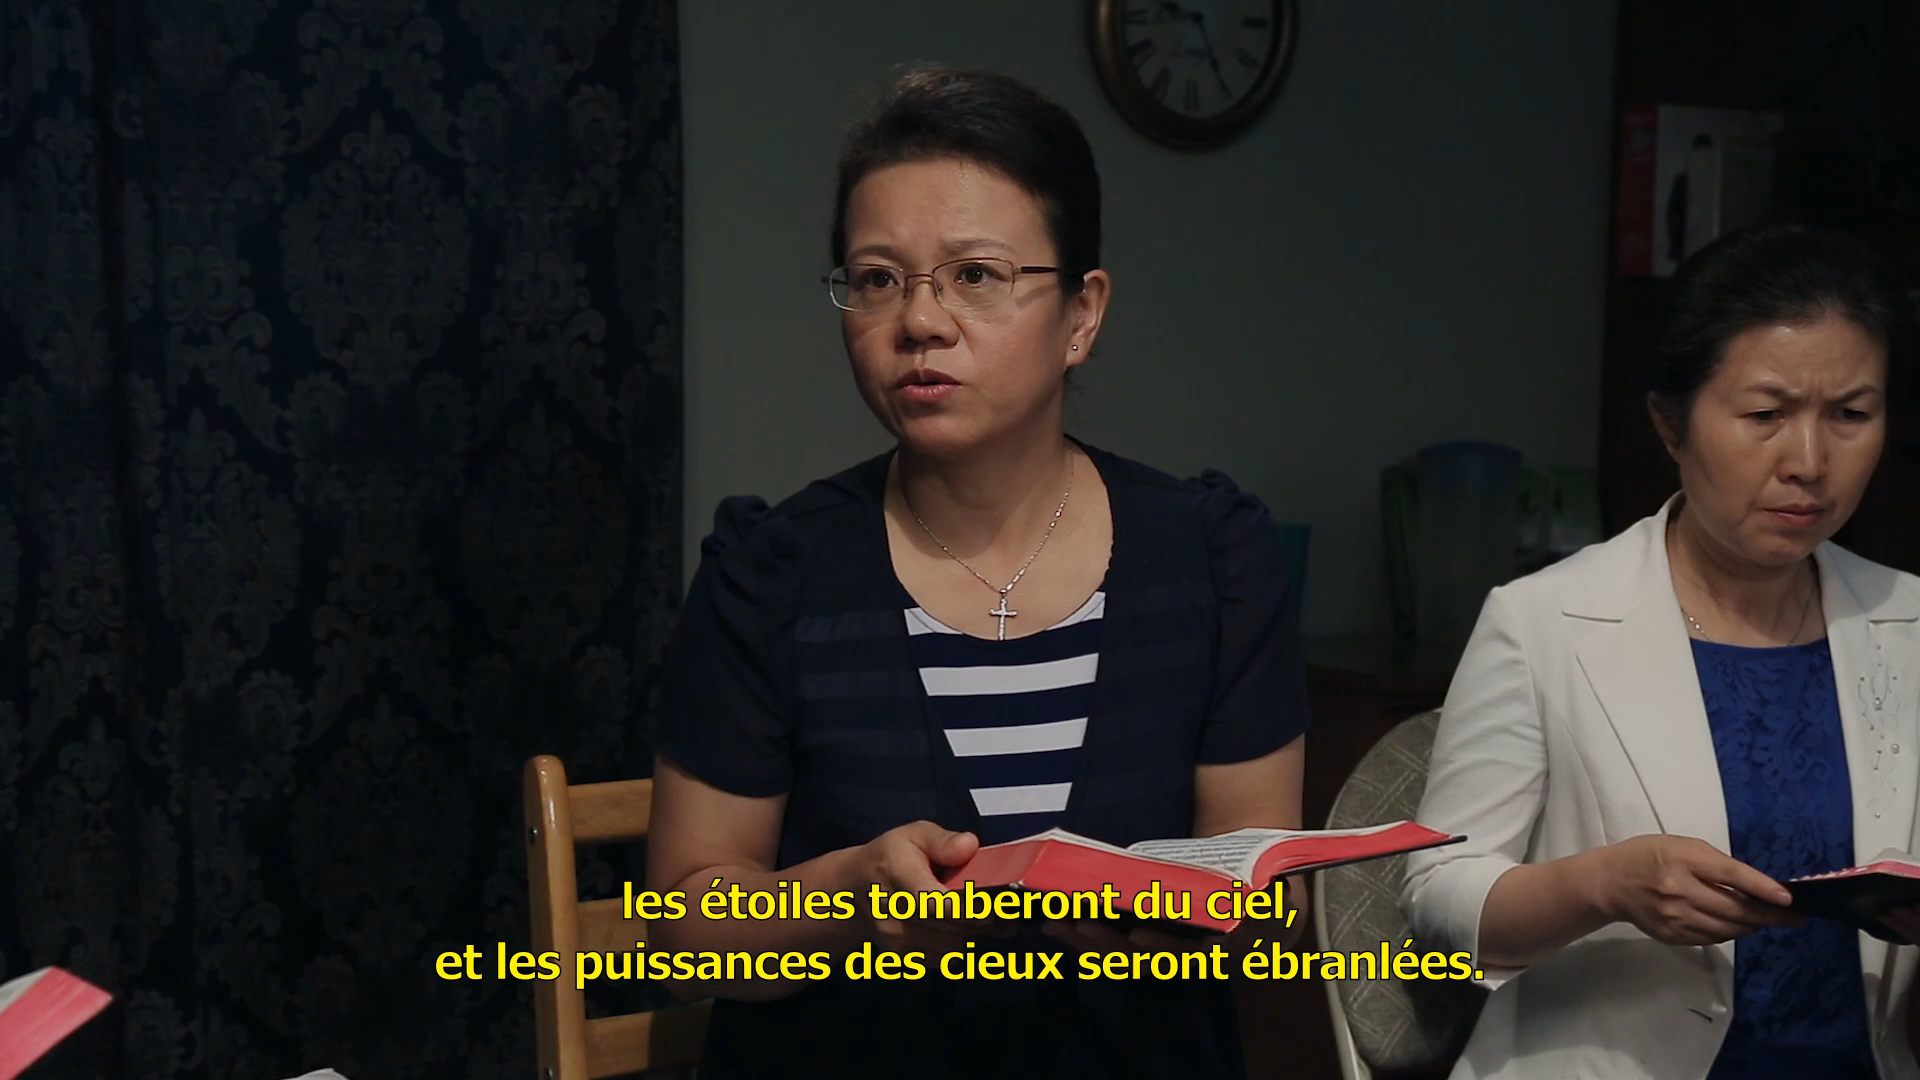 les étoiles tomberont du ciel,
et les puissances des cieux seront ébranlées.